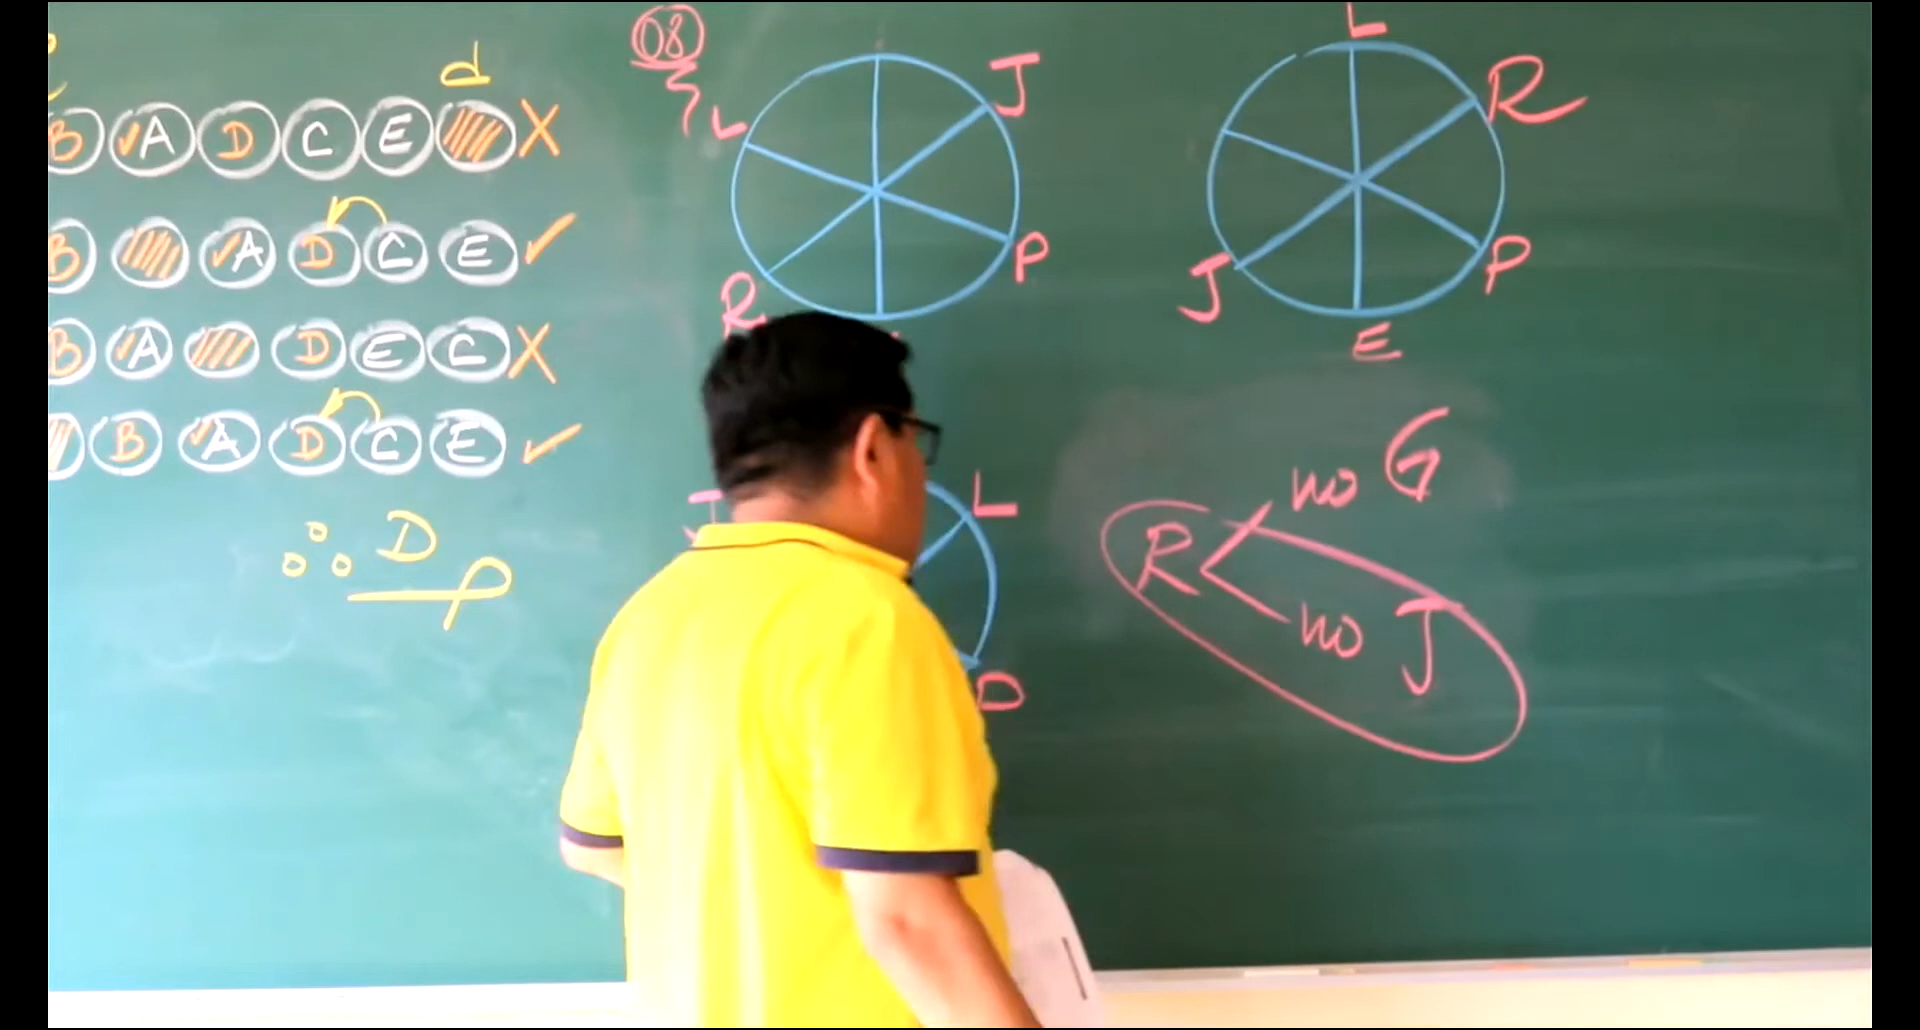 d
B A D C E X
B A D C E ✓
B A D E C X
B A D C E ✓
∴ D
08
L J
R P
L
R
J P
E
L
R no G
no J